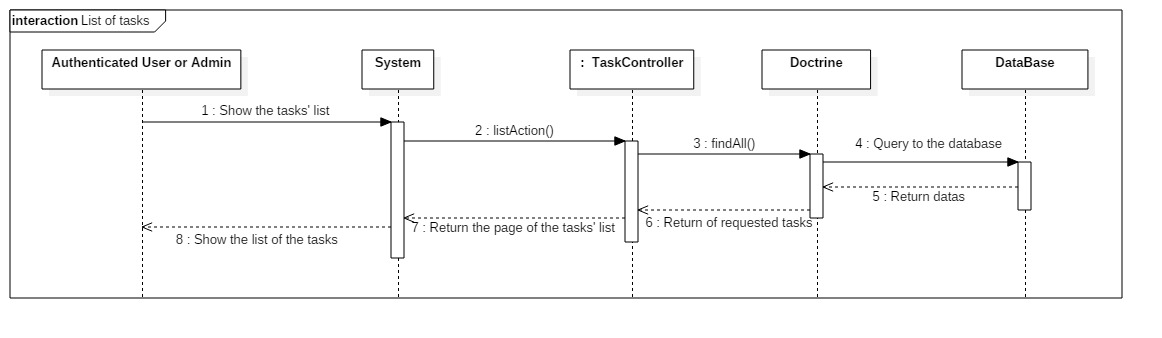 interaction List of tasks
Authenticated User or Admin
System
: TaskController
Doctrine
DataBase
1 : Show the tasks' list
2 : listAction()
3 : findAll()
4 : Query to the database
5 : Return datas
6 : Return of requested tasks
7 : Return the page of the tasks' list
8 : Show the list of the tasks